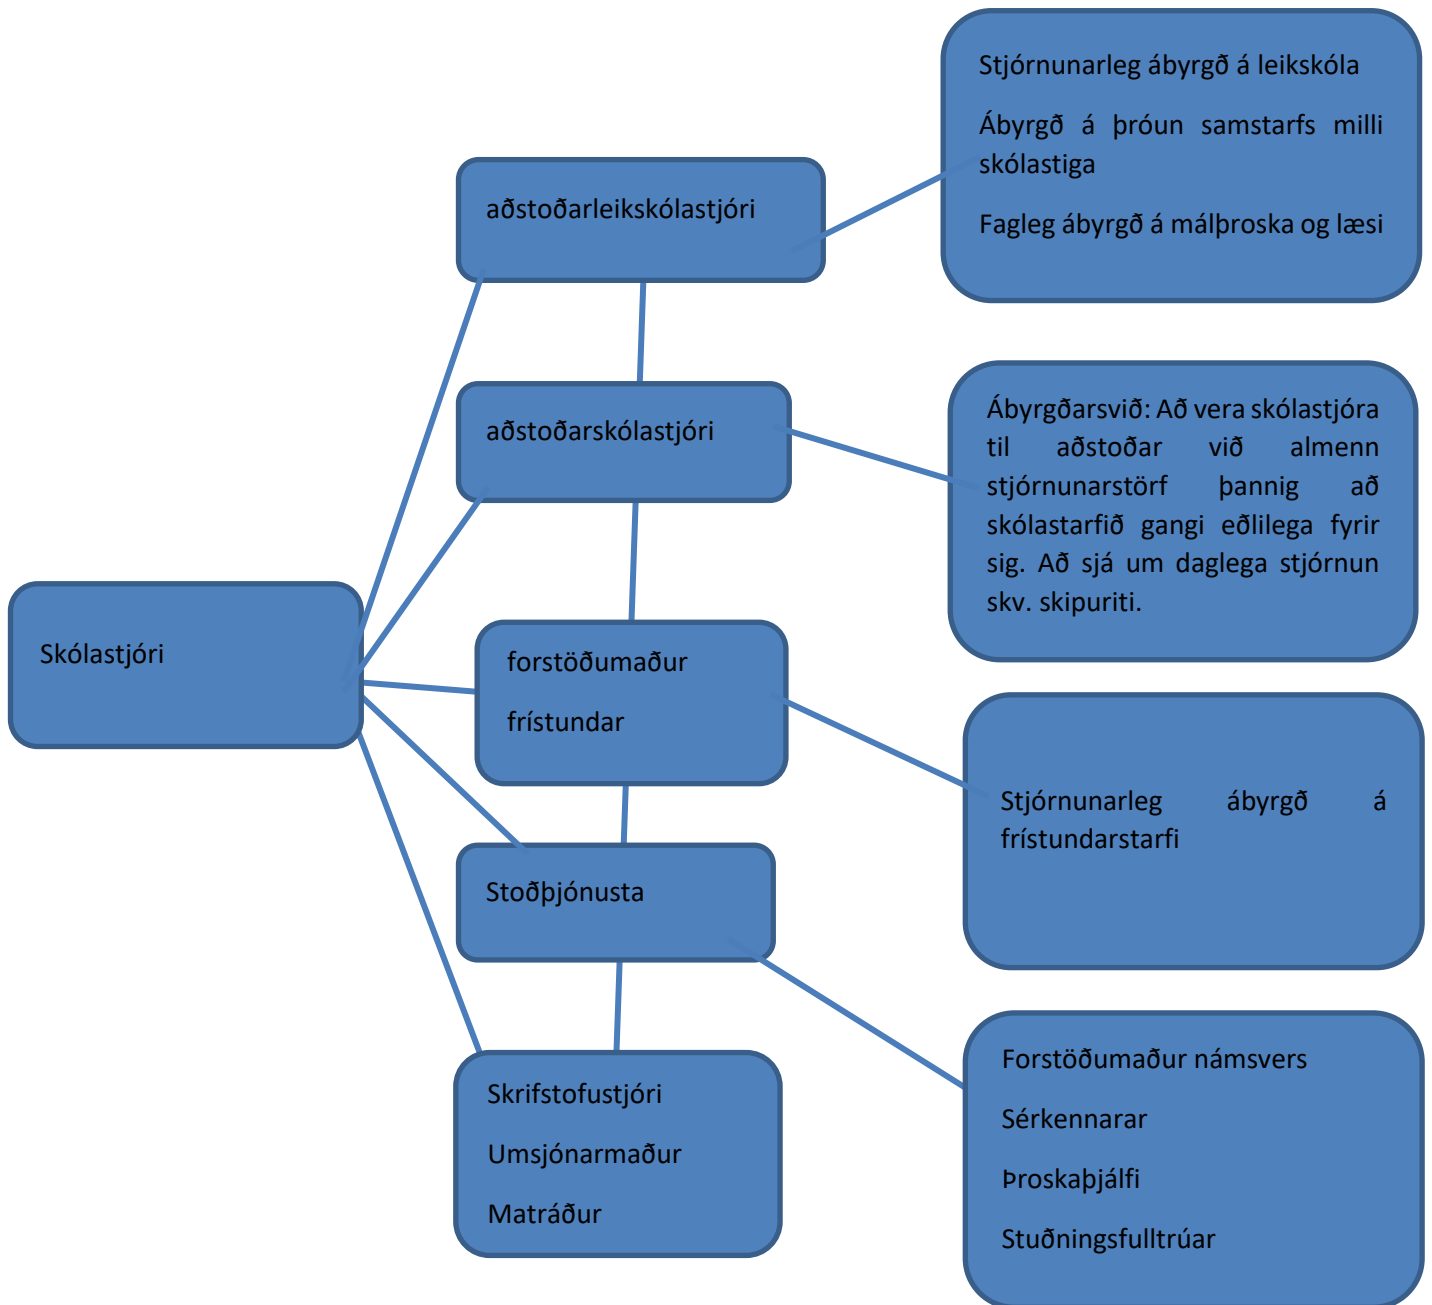 Skólastjóri
aðstoðarleikskólastjóri
aðstoðarskólastjóri
forstöðumaður
frístundar
Stoðþjónusta
Skrifstofustjóri
Umsjónarmaður
Matráður
Stjórnunarleg ábyrgð á leikskóla
Ábyrgð á þróun samstarfs milli
skólastiga
Fagleg ábyrgð á málþroska og læsi
Ábyrgðarsvið: Að vera skólastjóra
til aðstoðar við almenn
stjórnunarstörf þannig að
skólastarfið gangi eðlilega fyrir
sig. Að sjá um daglega stjórnun
skv. skipuriti.
Stjórnunarleg ábyrgð á
frístundarstarfi
Forstöðumaður námsvers
Sérkennarar
Þroskaþjálfi
Stuðningsfulltrúar